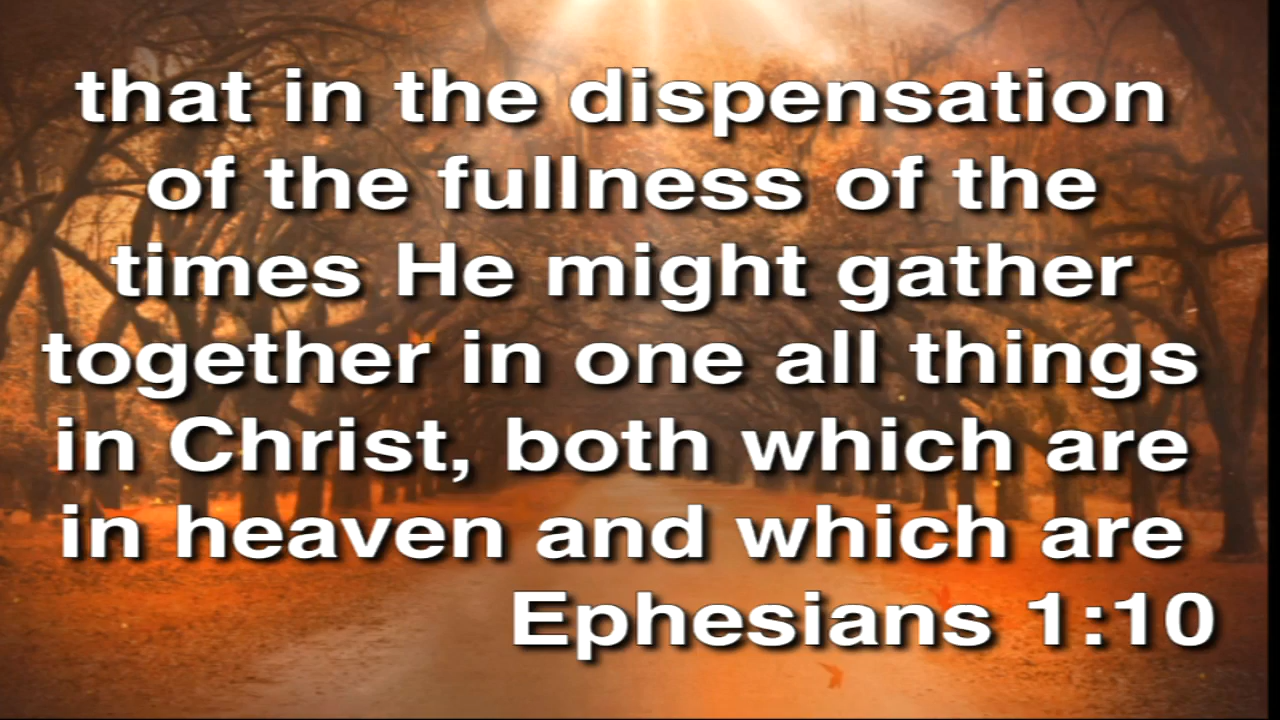 that in the dispensation
of the fullness of the
times He might gather
together in one all things
in Christ, both which are
in heaven and which are
Ephesians 1:10